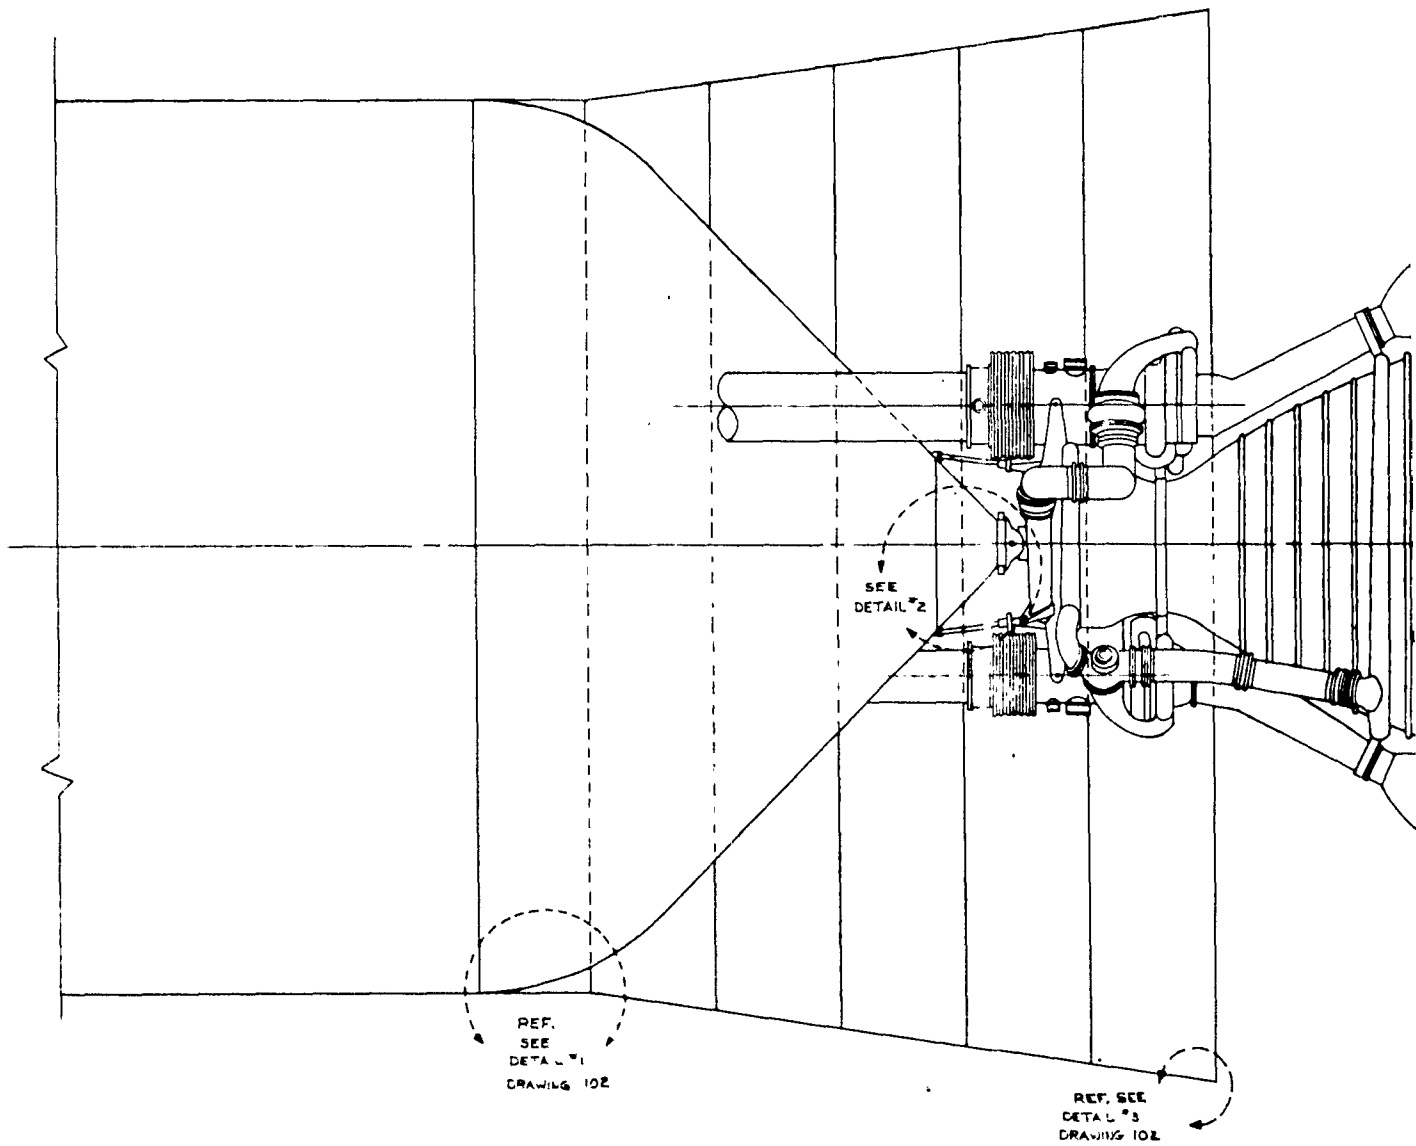 SEE
DETAIL #2
REF.
SEE
DETAIL #1
DRAWING 102
REF. SEE
DETAIL #3
DRAWING 102